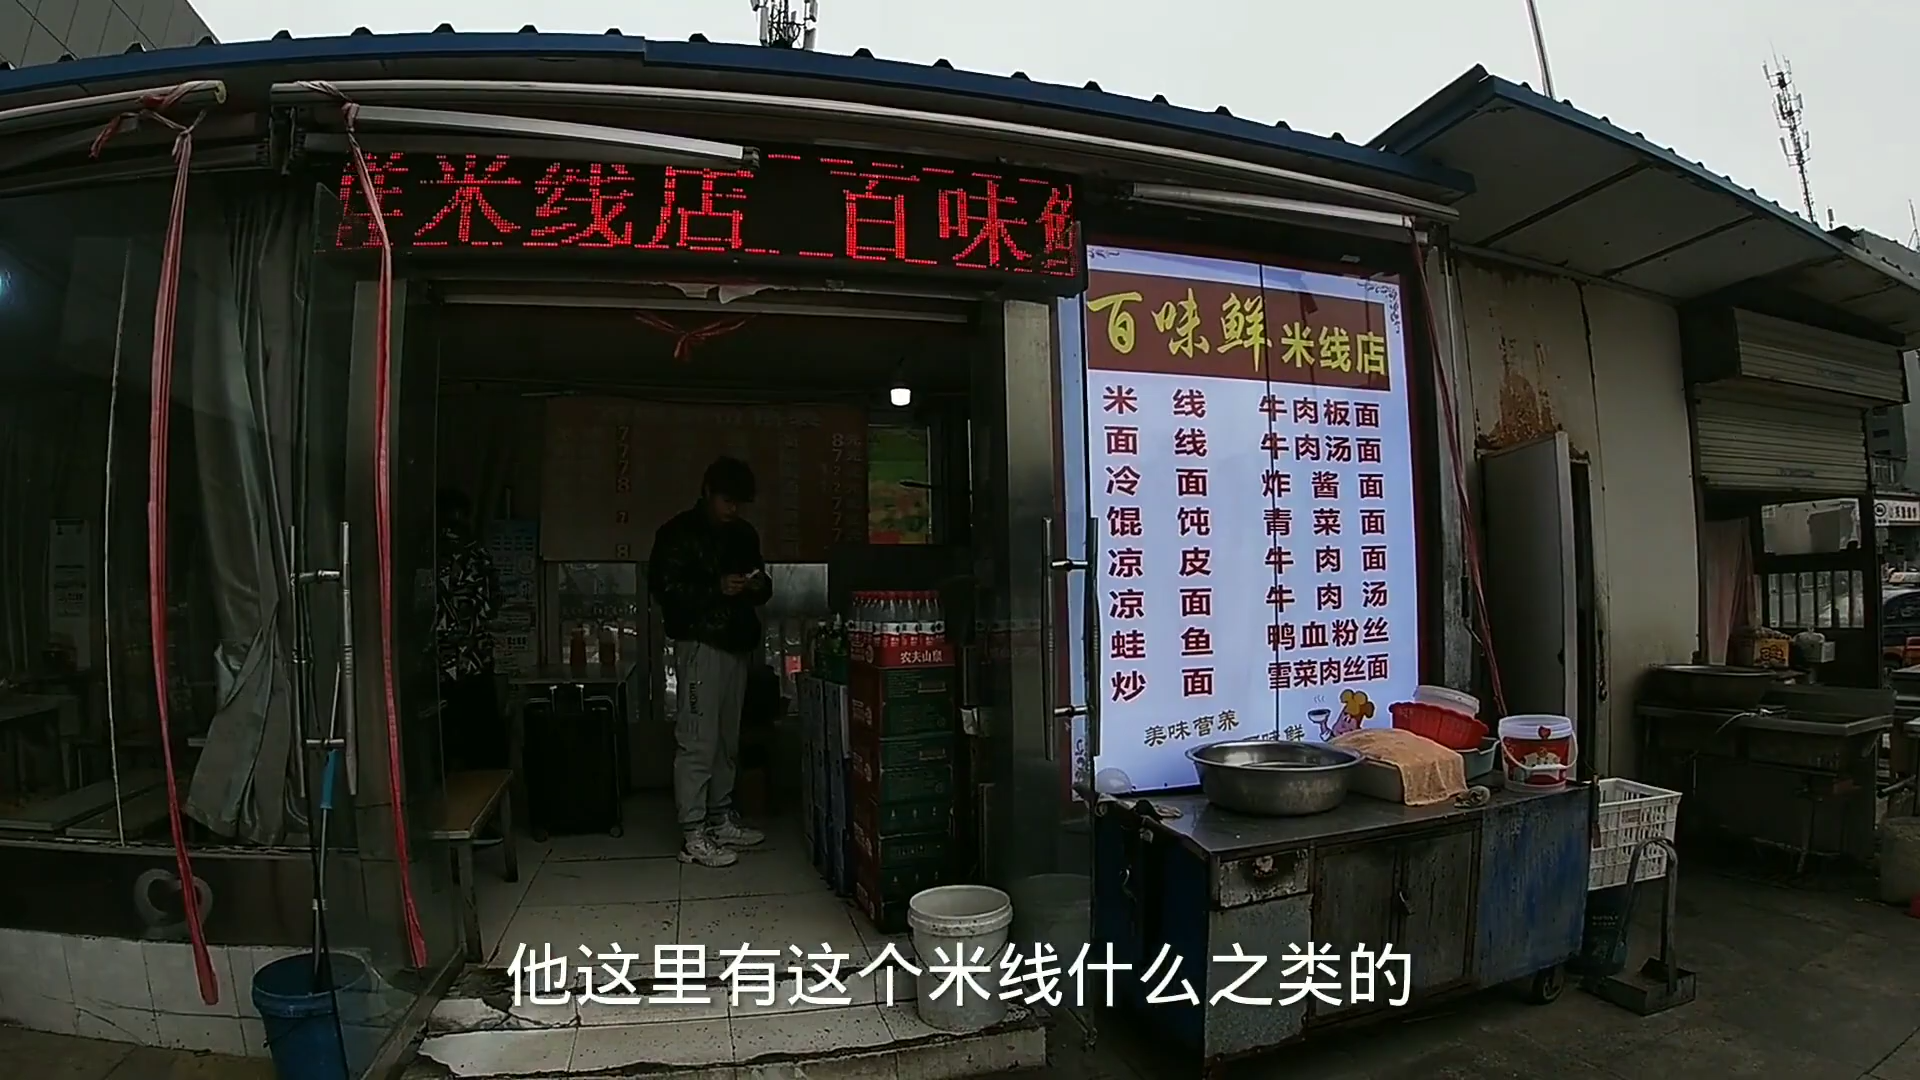 米线店 百味
百味鲜米线店
米线 牛肉板面
面线 牛肉汤面
冷面 炸酱面
馄饨 青菜面
凉皮 牛肉面
凉面 牛肉汤
蛙鱼 鸭血粉丝
炒面 雪菜肉丝面
美味营养
味鲜
农夫山泉
他这里有这个米线什么之类的